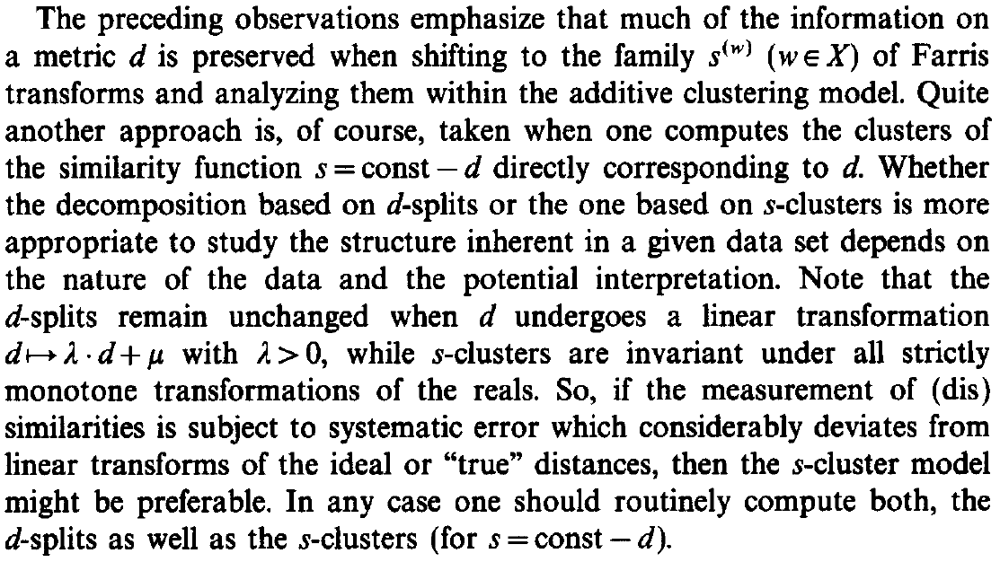 The preceding observations emphasize that much of the information on
a metric d is preserved when shifting to the family s^(w) (w ∈ X) of Farris
transforms and analyzing them within the additive clustering model. Quite
another approach is, of course, taken when one computes the clusters of
the similarity function s = const − d directly corresponding to d. Whether
the decomposition based on d-splits or the one based on s-clusters is more
appropriate to study the structure inherent in a given data set depends on
the nature of the data and the potential interpretation. Note that the
d-splits remain unchanged when d undergoes a linear transformation
d ↦ λ · d + μ with λ > 0, while s-clusters are invariant under all strictly
monotone transformations of the reals. So, if the measurement of (dis)
similarities is subject to systematic error which considerably deviates from
linear transforms of the ideal or “true” distances, then the s-cluster model
might be preferable. In any case one should routinely compute both, the
d-splits as well as the s-clusters (for s = const − d).